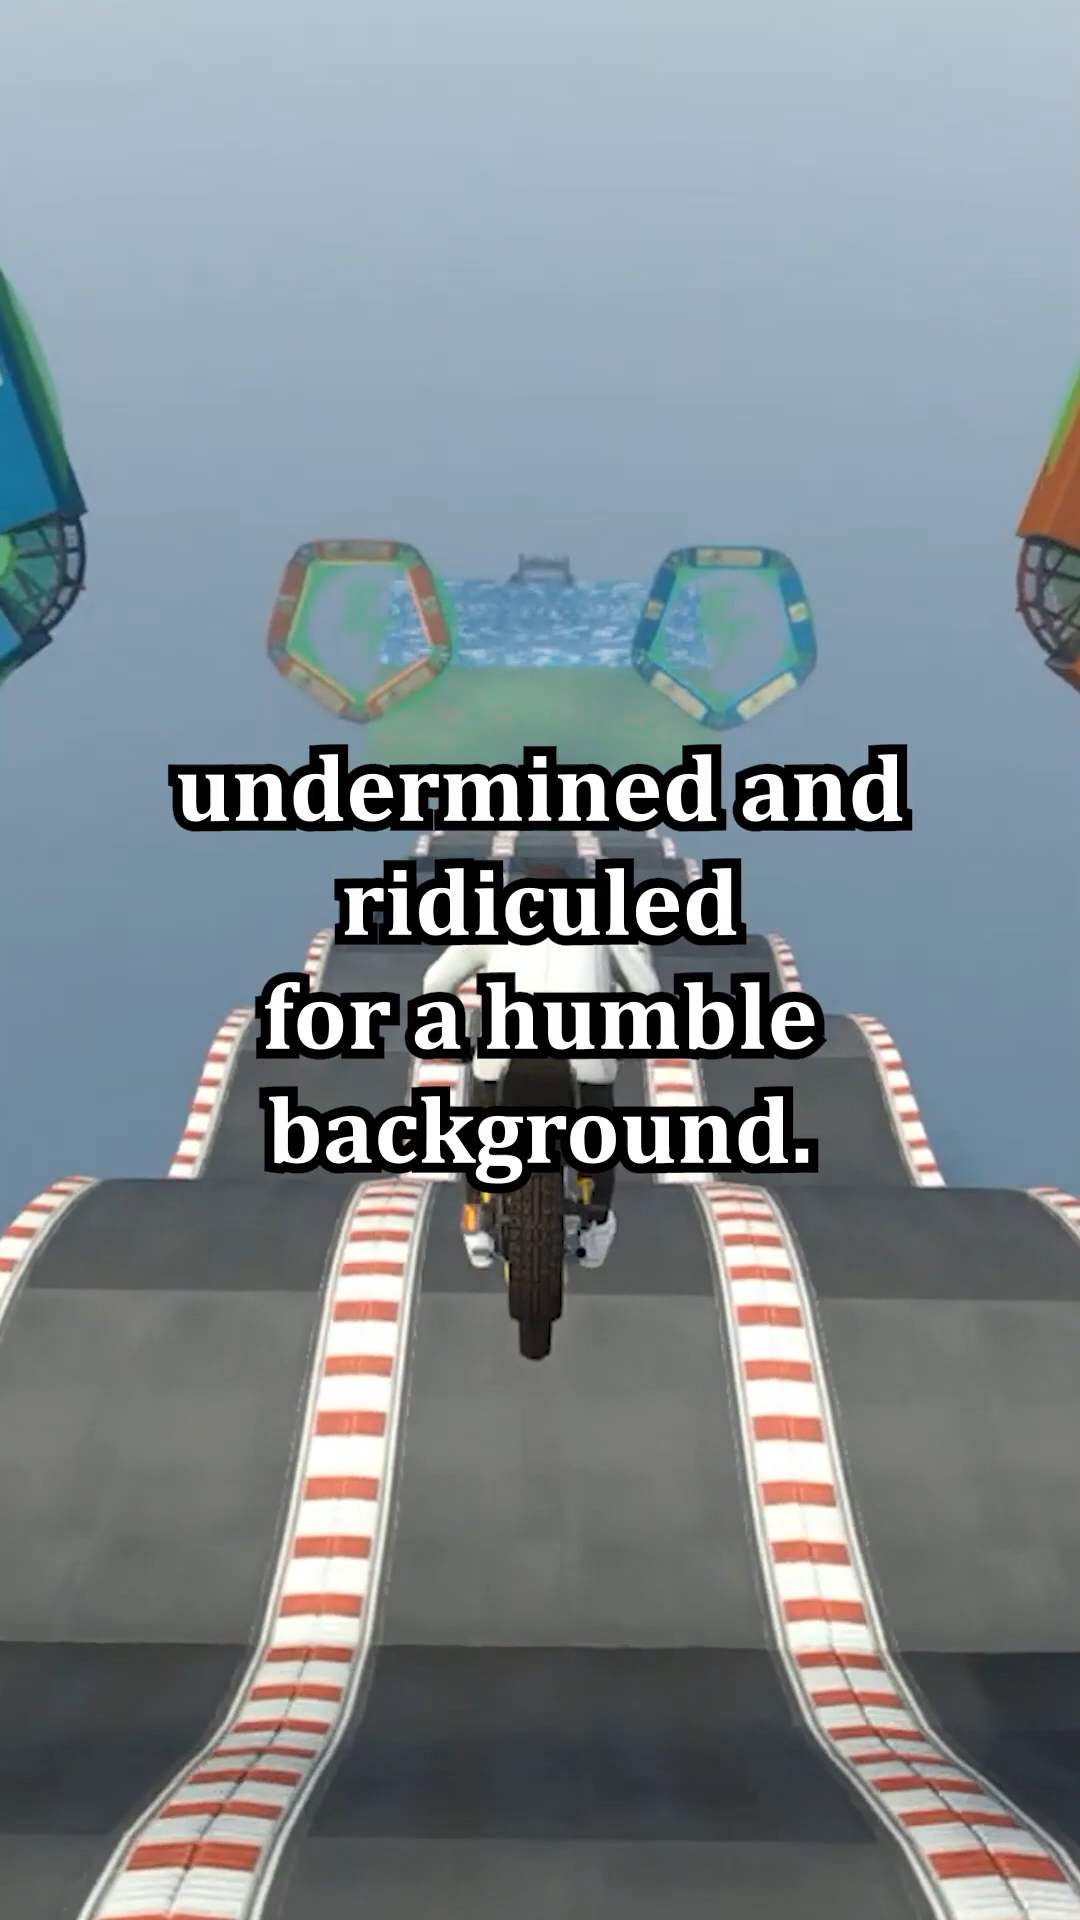 undermined and
ridiculed
for a humble
background.